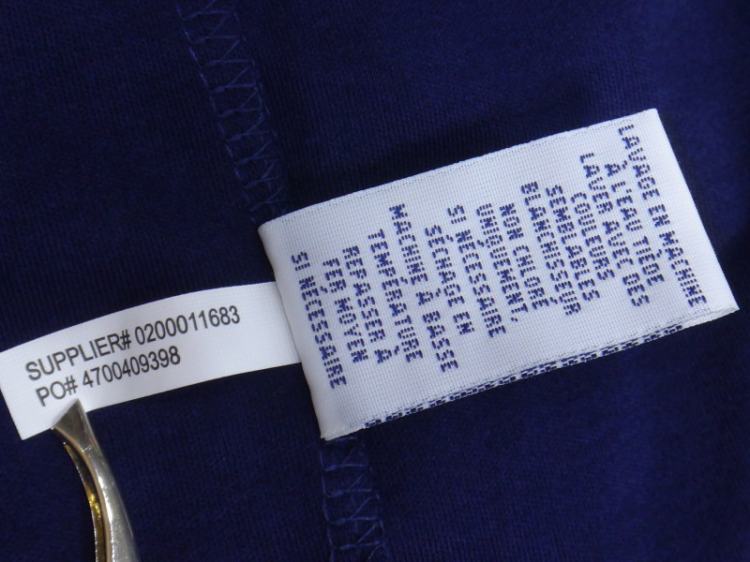 SUPPLIER# 0200011683
PO# 4700409398
LAVAGE EN MACHINE
À L'EAU TIÈDE
LAVER AVEC DES
COULEURS
SEMBLABLES
BLANCHISSEUR
NON CHLORÉ
UNIQUEMENT,
SI NÉCESSAIRE
SÉCHAGE EN
MACHINE À BASSE
TEMPÉRATURE
REPASSER À
FER MOYEN
SI NÉCESSAIRE